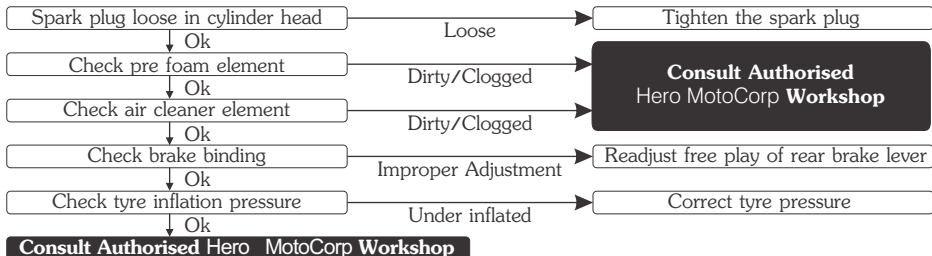 Spark plug loose in cylinder head
Loose
Tighten the spark plug
Ok
Check pre foam element
Dirty/Clogged
Consult Authorised
Hero MotoCorp Workshop
Ok
Check air cleaner element
Dirty/Clogged
Ok
Check brake binding
Improper Adjustment
Readjust free play of rear brake lever
Ok
Check tyre inflation pressure
Under inflated
Correct tyre pressure
Ok
Consult Authorised Hero MotoCorp Workshop